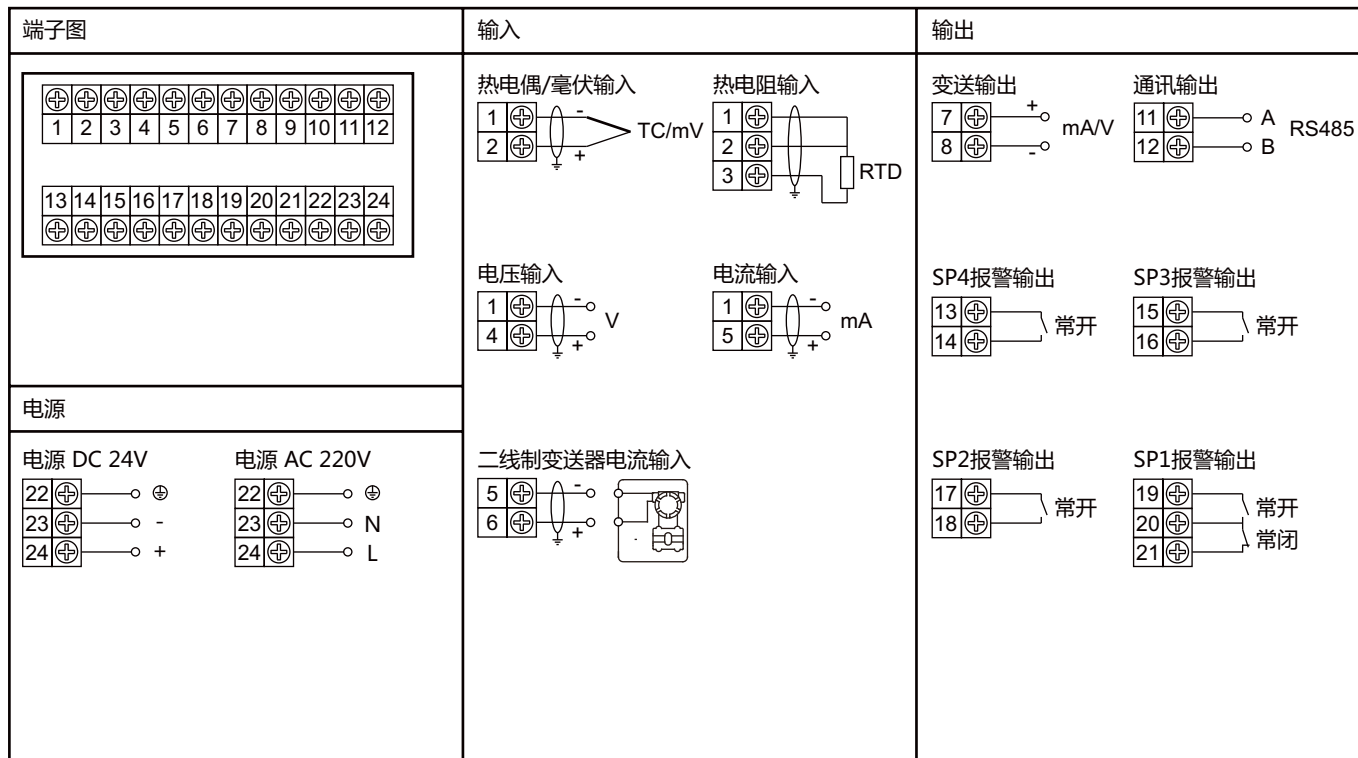 端子图
1 2 3 4 5 6 7 8 9 10 11 12
13 14 15 16 17 18 19 20 21 22 23 24
电源
电源 DC 24V
22
23 -
24 +
电源 AC 220V
22
23 N
24 L
输入
热电偶/毫伏输入
1 -
TC/mV
2 +
热电阻输入
1
2
3 RTD
电压输入
1 -
V
4 +
电流输入
1 -
mA
5 +
二线制变送器电流输入
5 -
6 +
输出
变送输出
7 +
mA/V
8 -
通讯输出
11 A
RS485
12 B
SP4报警输出
13
常开
14
SP3报警输出
15
常开
16
SP2报警输出
17
常开
18
SP1报警输出
19
常开
20
常闭
21